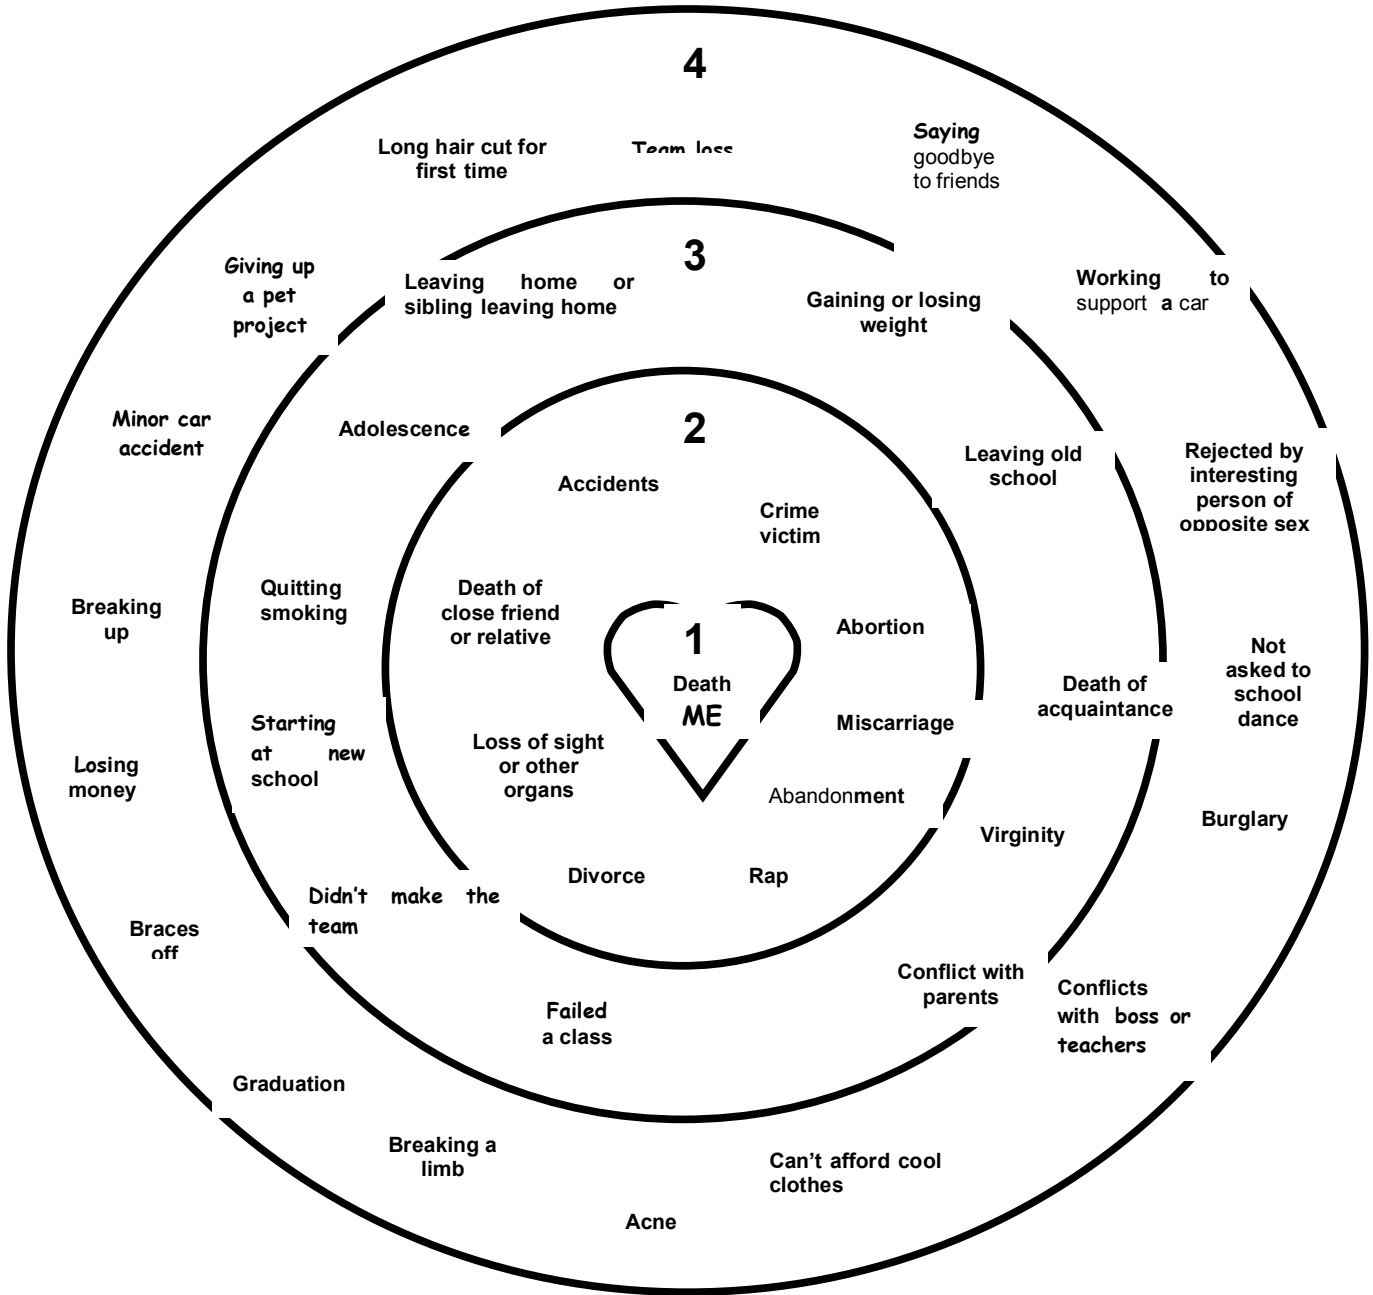 4
Long hair cut for
first time
Team loss
Saying
goodbye
to friends
3
Giving up
a pet
project
Leaving home or
sibling leaving home
Gaining or losing
weight
Working to
support a car
Minor car
accident
Adolescence
2
Leaving old
school
Rejected by
interesting
person of
opposite sex
Accidents
Crime
victim
Breaking
up
Quitting
smoking
Death of
close friend
or relative
1
Death
ME
Abortion
Not
asked to
school
dance
Death of
acquaintance
Miscarriage
Starting
at new
school
Loss of sight
or other
organs
Losing
money
Abandonment
Burglary
Virginity
Divorce
Rap
Didn't make the
team
Braces
off
Conflict with
parents
Conflicts
with boss or
teachers
Failed
a class
Graduation
Breaking a
limb
Can't afford cool
clothes
Acne